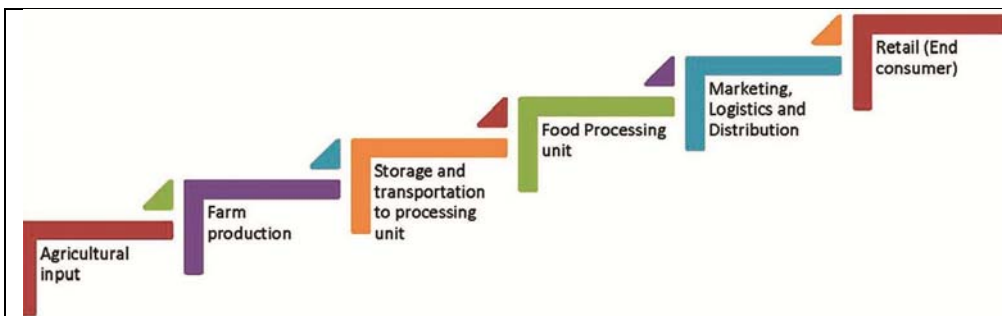 Agricultural
input
Farm
production
Storage and
transportation
to processing
unit
Food Processing
unit
Marketing,
Logistics and
Distribution
Retail (End
consumer)